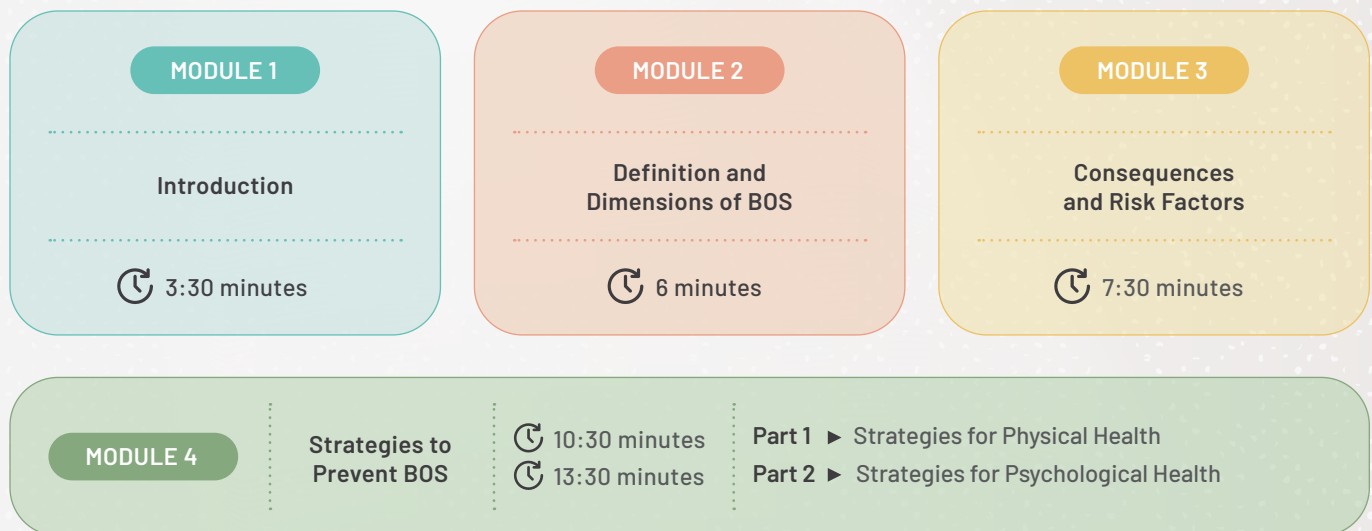 MODULE 1
Introduction
3:30 minutes
MODULE 2
Definition and
Dimensions of BOS
6 minutes
MODULE 3
Consequences
and Risk Factors
7:30 minutes
MODULE 4
Strategies to
Prevent BOS
10:30 minutes
13:30 minutes
Part 1 ► Strategies for Physical Health
Part 2 ► Strategies for Psychological Health